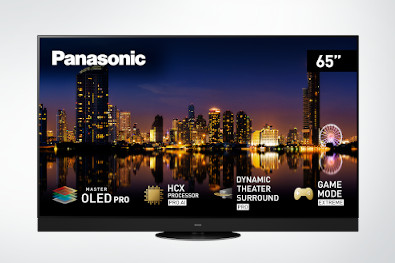 Panasonic
65”
MASTER
OLED PRO
HCX
PROCESSOR
PRO AI
DYNAMIC
THEATER
SURROUND
PRO
GAME
MODE
EXTREME